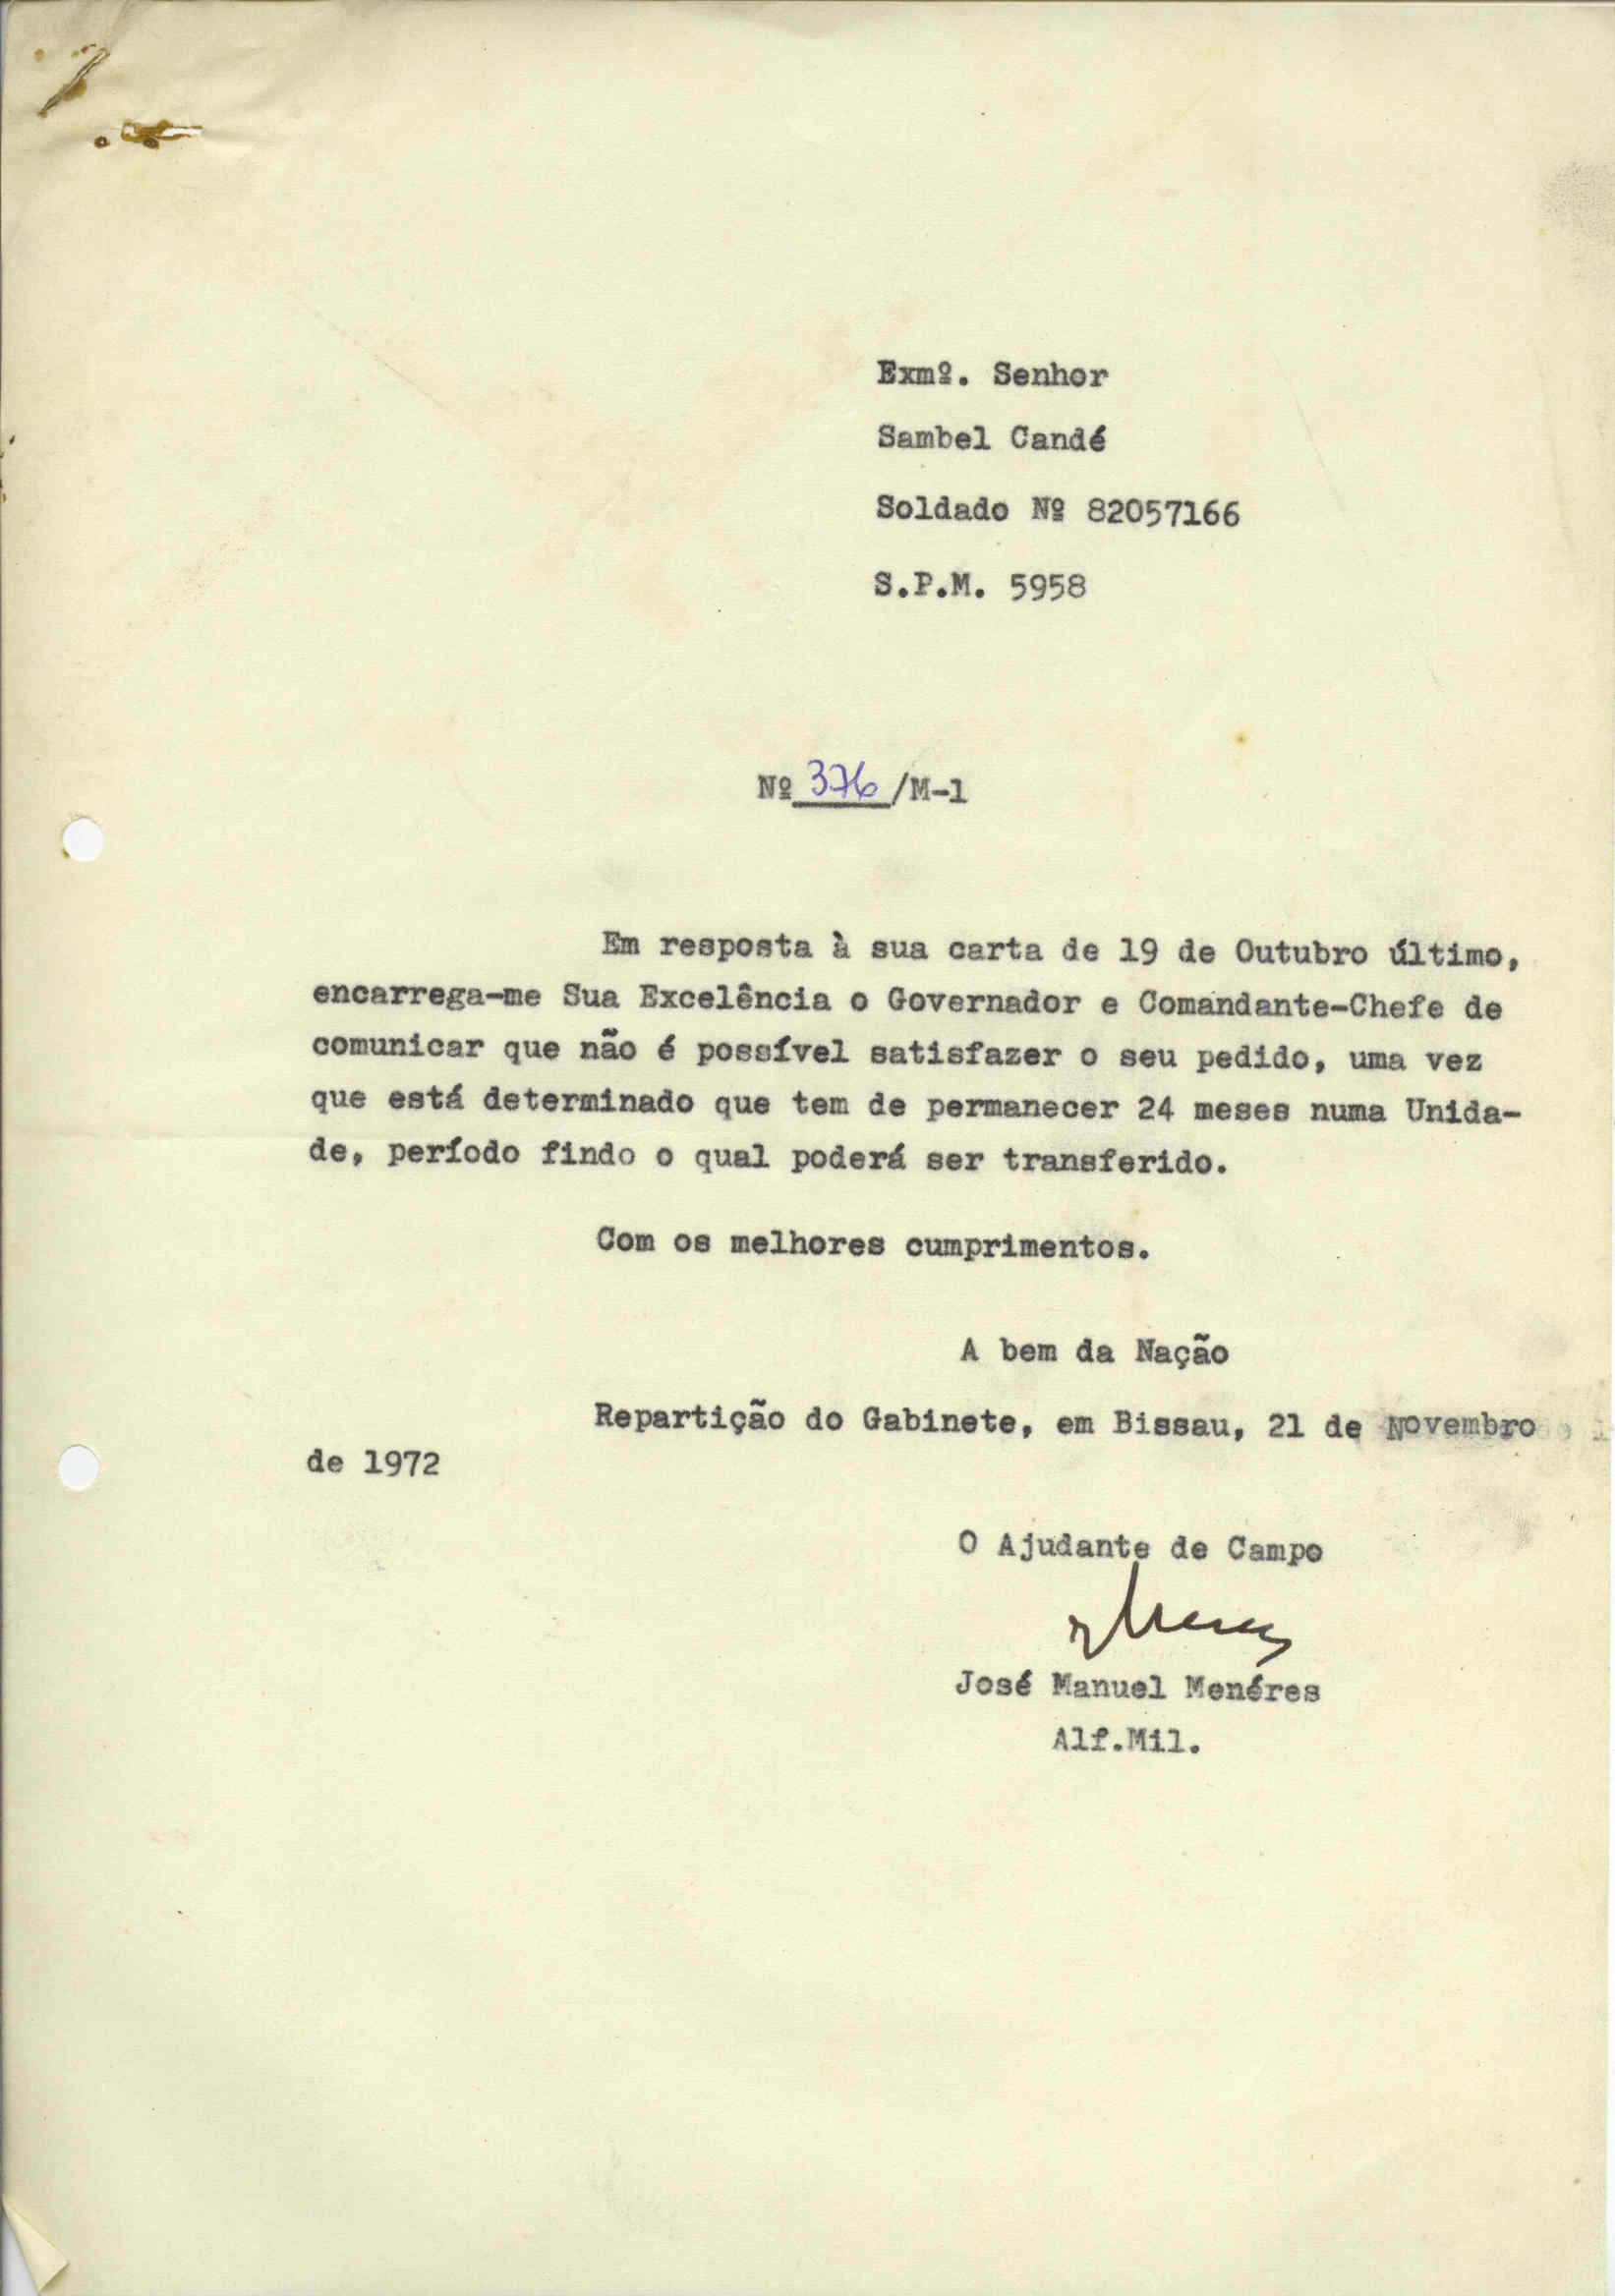 Exmº. Senhor
Sambel Candé
Soldado Nº 82057166
S.P.M. 5958
Nº 376/M-1
Em resposta à sua carta de 19 de Outubro último,
encarrega-me Sua Excelência o Governador e Comandante-Chefe de
comunicar que não é possível satisfazer o seu pedido, uma vez
que está determinado que tem de permanecer 24 meses numa Unida-
de, período findo o qual poderá ser transferido.
Com os melhores cumprimentos.
A bem da Nação
Repartição do Gabinete, em Bissau, 21 de Novembro
de 1972
O Ajudante de Campo
José Manuel Menéres
Alf.Mil.